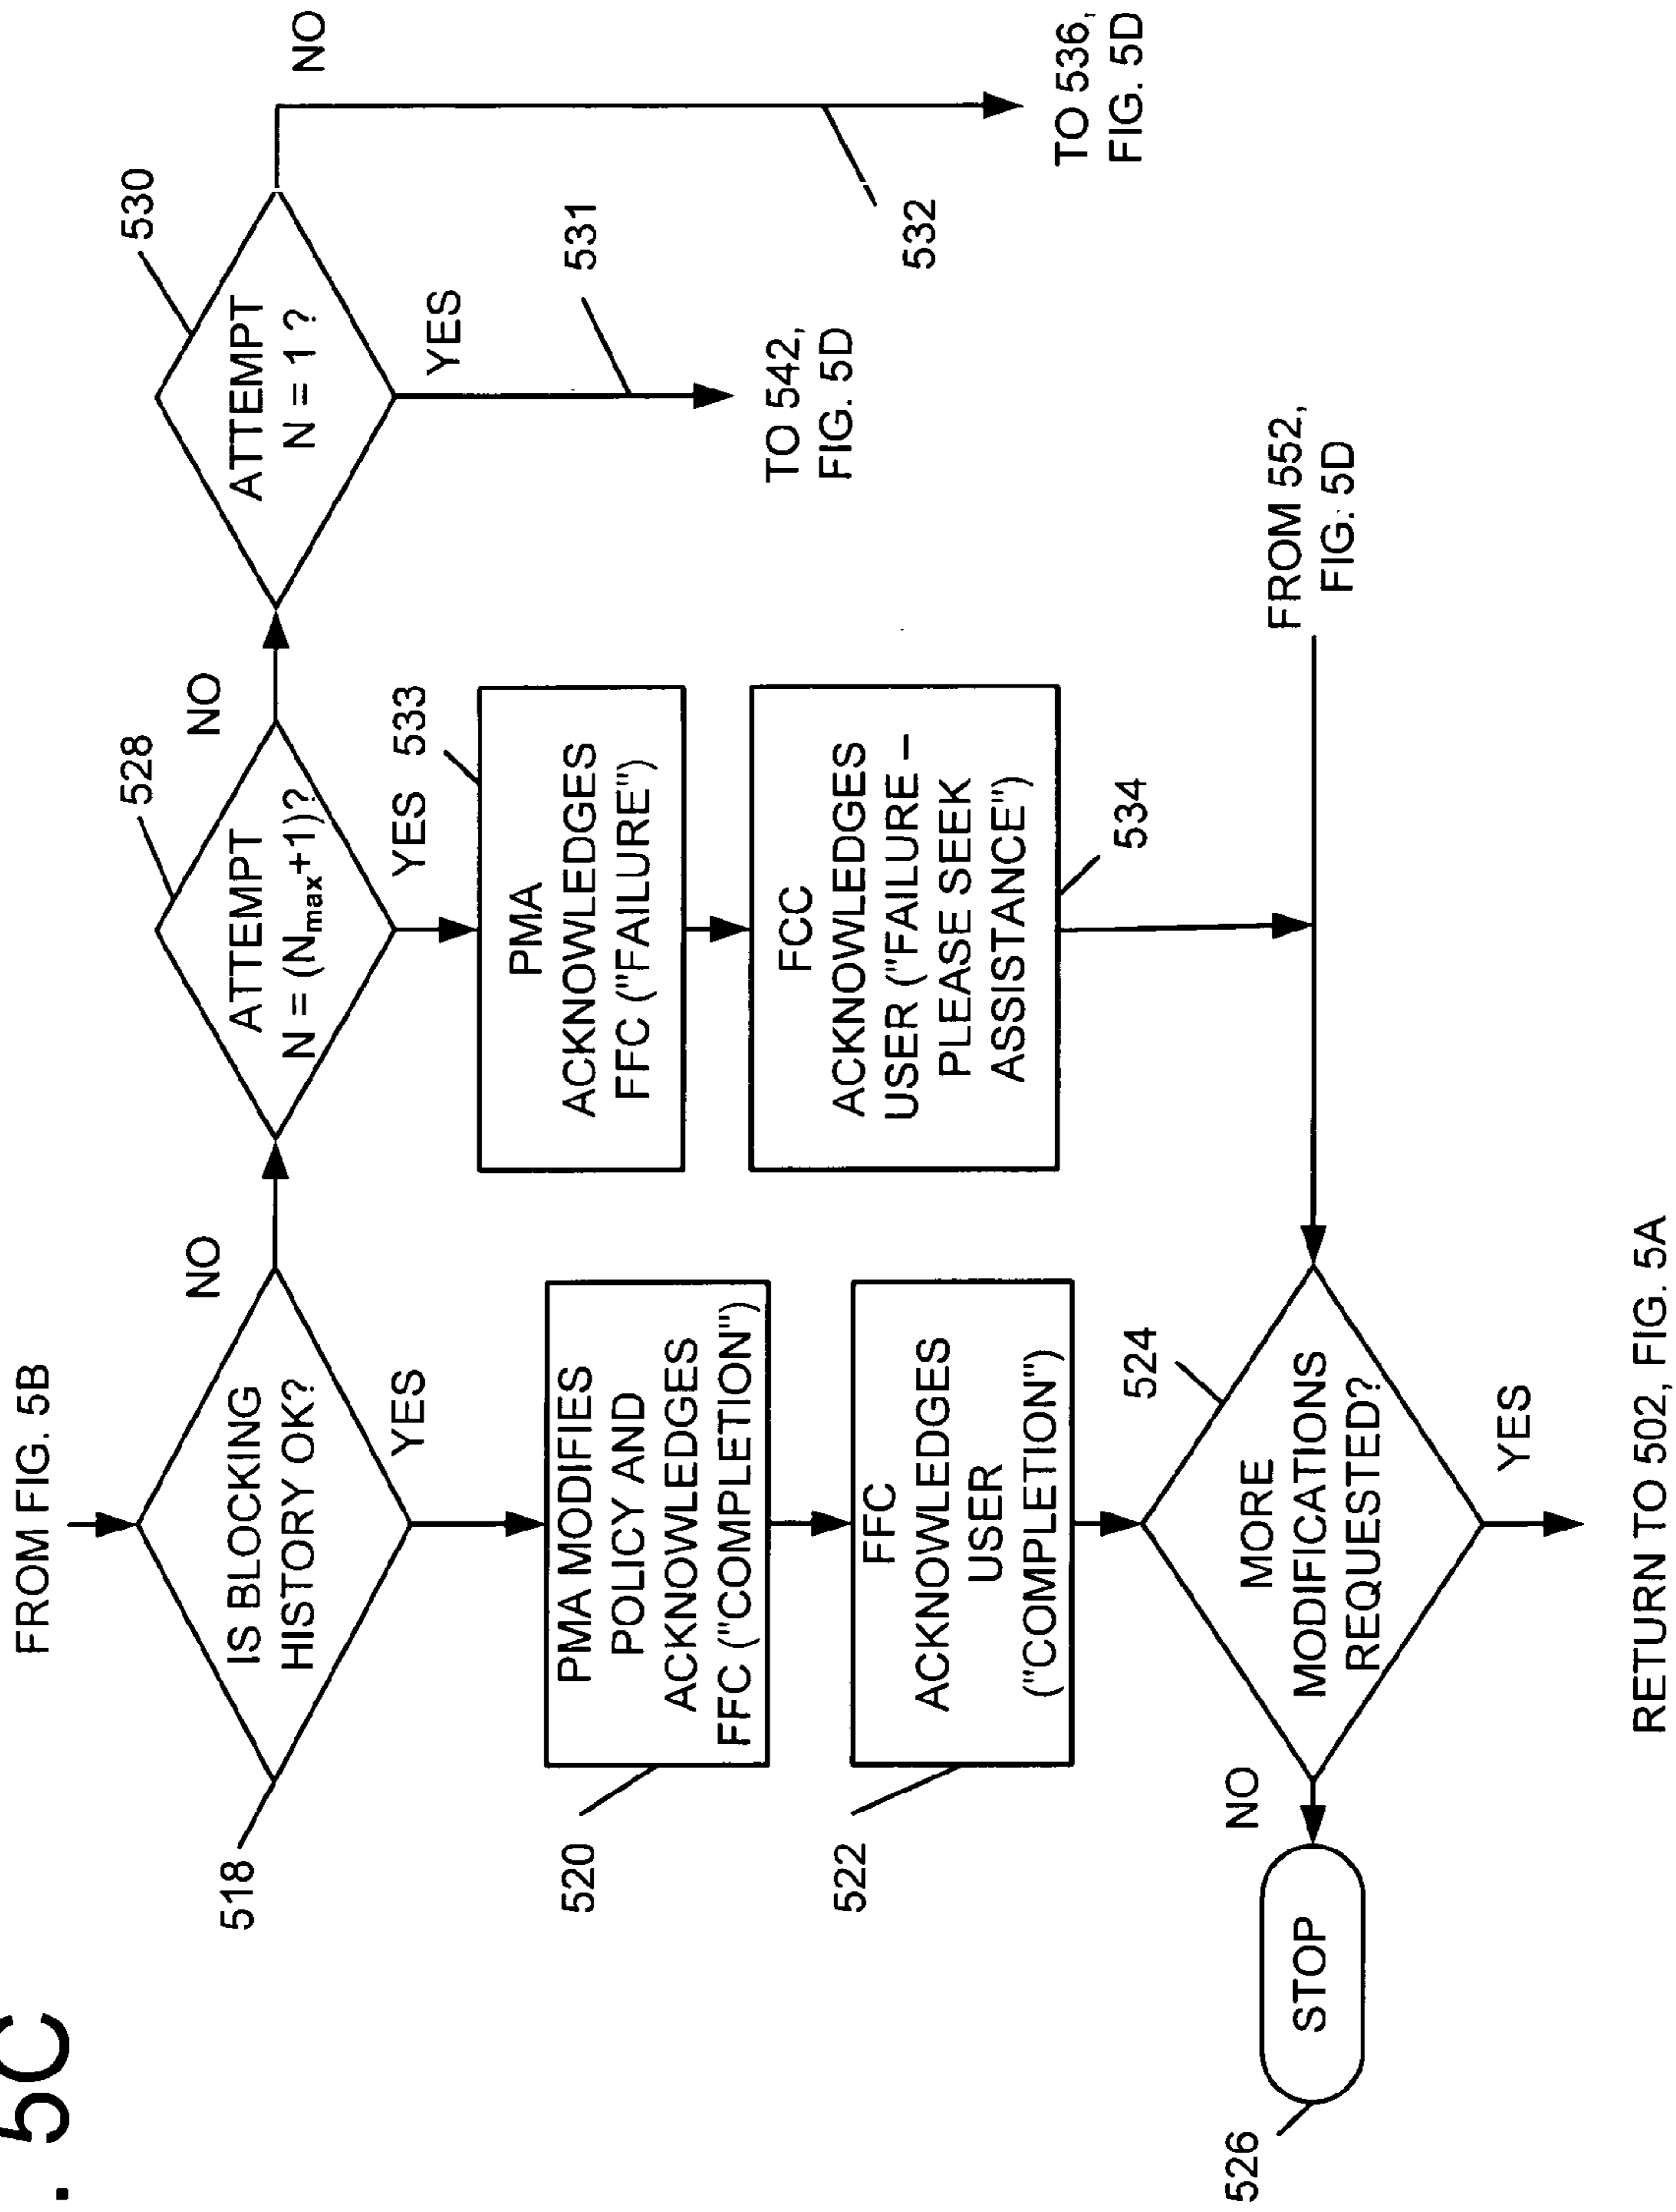 . 5C
FROM FIG. 5B
518
IS BLOCKING
HISTORY OK?
NO
YES
528
ATTEMPT
N = (Nmax+1)?
NO
YES
530
ATTEMPT
N = 1 ?
NO
YES
531
TO 542,
FIG. 5D
532
TO 536,
FIG. 5D
520
PMA MODIFIES
POLICY AND
ACKNOWLEDGES
FFC ("COMPLETION")
533
PMA
ACKNOWLEDGES
FFC ("FAILURE")
522
FFC
ACKNOWLEDGES
USER
("COMPLETION")
FCC
ACKNOWLEDGES
USER ("FAILURE –
PLEASE SEEK
ASSISTANCE")
534
FROM 552,
FIG. 5D
524
MORE
MODIFICATIONS
REQUESTED?
NO
YES
526
STOP
RETURN TO 502, FIG. 5A